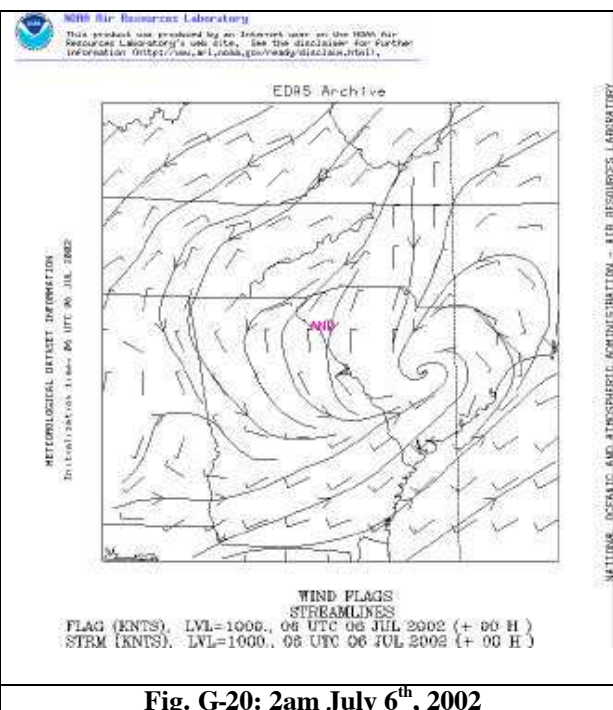 NOAA Air Resources Laboratory
This product was produced by an Internet user on the NOAA Air
Resources Laboratory's web site. See the disclaimer for further
information (http://www.arl.noaa.gov/ready/disclaim.html).
EDAS Archive
METEOROLOGICAL DATASET INFORMATION
Initialization time: 06 UTC 06 JUL 2002
AND
NATIONAL OCEANIC AND ATMOSPHERIC ADMINISTRATION - AIR RESOURCES LABORATORY
WIND FLAGS
STREAMLINES
FLAG (KNTS), LVL=1000., 06 UTC 06 JUL 2002 (+ 00 H )
STRM (KNTS), LVL=1000., 06 UTC 06 JUL 2002 (+ 00 H )
Fig. G-20: 2am July 6th, 2002